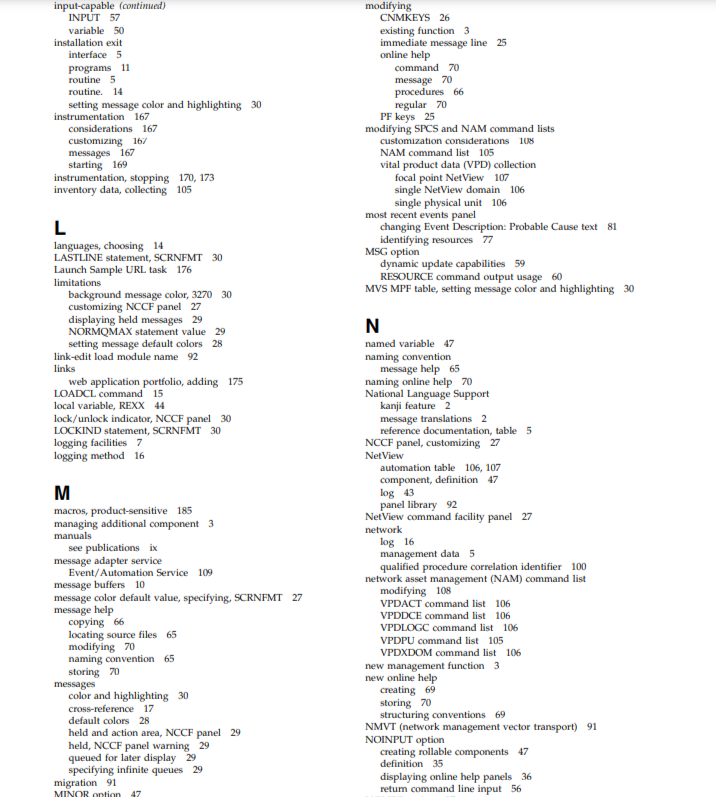 input-capable (continued)
INPUT 57
variable 50
installation exit
interface 5
programs 11
routine 5
routine. 14
setting message color and highlighting 30
instrumentation 167
considerations 167
customizing 167
messages 167
starting 169
instrumentation, stopping 170, 173
inventory data, collecting 105
L
languages, choosing 14
LASTLINE statement, SCRNFMT 30
Launch Sample URL task 176
limitations
background message color, 3270 30
customizing NCCF panel 27
displaying held messages 29
NORMQMAX statement value 29
setting message default colors 28
link-edit load module name 92
links
web application portfolio, adding 175
LOADCL command 15
local variable, REXX 44
lock/unlock indicator, NCCF panel 30
LOCKIND statement, SCRNFMT 30
logging facilities 7
logging method 16
M
macros, product-sensitive 185
managing additional component 3
manuals
see publications ix
message adapter service
Event/Automation Service 109
message buffers 10
message color default value, specifying, SCRNFMT 27
message help
copying 66
locating source files 65
modifying 70
naming convention 65
storing 70
messages
color and highlighting 30
cross-reference 17
default colors 28
held and action area, NCCF panel 29
held, NCCF panel warning 29
queued for later display 29
specifying infinite queues 29
migration 91
MINOR option 47
modifying
CNMKEYS 26
existing function 3
immediate message line 25
online help
command 70
message 70
procedures 66
regular 70
PF keys 25
modifying SPCS and NAM command lists
customization considerations 108
NAM command list 105
vital product data (VPD) collection
focal point NetView 107
single NetView domain 106
single physical unit 106
most recent events panel
changing Event Description: Probable Cause text 81
identifying resources 77
MSG option
dynamic update capabilities 59
RESOURCE command output usage 60
MVS MPF table, setting message color and highlighting 30
N
named variable 47
naming convention
message help 65
naming online help 70
National Language Support
kanji feature 2
message translations 2
reference documentation, table 5
NCCF panel, customizing 27
NetView
automation table 106, 107
component, definition 47
log 43
panel library 92
NetView command facility panel 27
network
log 16
management data 5
qualified procedure correlation identifier 100
network asset management (NAM) command list
modifying 108
VPDACT command list 106
VPDDCE command list 106
VPDLOGC command list 106
VPDPU command list 105
VPDXDOM command list 106
new management function 3
new online help
creating 69
storing 70
structuring conventions 69
NMVT (network management vector transport) 91
NOINPUT option
creating rollable components 47
definition 35
displaying online help panels 36
return command line input 56